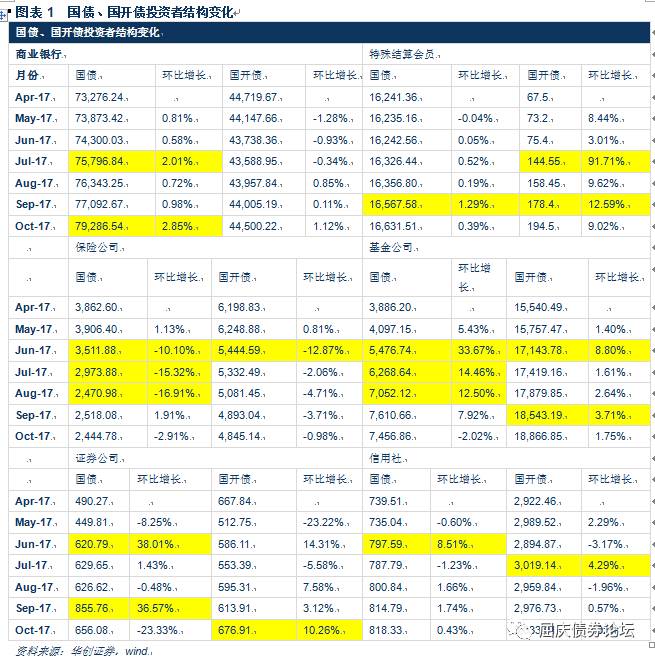 图表 1 国债、国开债投资者结构变化
国债、国开债投资者结构变化
商业银行 特殊结算会员
月份 国债 环比增长 国开债 环比增长 国债 环比增长 国开债 环比增长
Apr-17 73,276.24 44,719.67 16,241.36 67.5
May-17 73,873.42 0.81% 44,147.66 -1.28% 16,235.16 -0.04% 73.2 8.44%
Jun-17 74,300.03 0.58% 43,738.36 -0.93% 16,242.56 0.05% 75.4 3.01%
Jul-17 75,796.84 2.01% 43,588.95 -0.34% 16,326.44 0.52% 144.55 91.71%
Aug-17 76,343.25 0.72% 43,957.84 0.85% 16,356.80 0.19% 158.45 9.62%
Sep-17 77,092.67 0.98% 44,005.19 0.11% 16,567.58 1.29% 178.4 12.59%
Oct-17 79,286.54 2.85% 44,500.22 1.12% 16,631.51 0.39% 194.5 9.02%
保险公司 基金公司
国债 环比增长 国开债 环比增长 国债 环比增长 国开债 环比增长
Apr-17 3,862.60 6,198.83 3,886.20 15,540.49
May-17 3,906.40 1.13% 6,248.88 0.81% 4,097.15 5.43% 15,757.47 1.40%
Jun-17 3,511.88 -10.10% 5,444.59 -12.87% 5,476.74 33.67% 17,143.78 8.80%
Jul-17 2,973.88 -15.32% 5,332.49 -2.06% 6,268.64 14.46% 17,419.16 1.61%
Aug-17 2,470.98 -16.91% 5,081.45 -4.71% 7,052.12 12.50% 17,879.85 2.64%
Sep-17 2,518.08 1.91% 4,893.04 -3.71% 7,610.66 7.92% 18,543.19 3.71%
Oct-17 2,444.78 -2.91% 4,845.14 -0.98% 7,456.86 -2.02% 18,866.85 1.75%
证券公司 信用社
国债 环比增长 国开债 环比增长 国债 环比增长 国开债 环比增长
Apr-17 490.27 667.84 739.51 2,922.46
May-17 449.81 -8.25% 512.75 -23.22% 735.04 -0.60% 2,989.52 2.29%
Jun-17 620.79 38.01% 586.11 14.31% 797.59 8.51% 2,894.87 -3.17%
Jul-17 629.65 1.43% 553.39 -5.58% 787.79 -1.23% 3,019.14 4.29%
Aug-17 626.62 -0.48% 595.31 7.58% 800.84 1.66% 2,959.84 -1.96%
Sep-17 855.76 36.57% 613.91 3.12% 814.79 1.74% 2,976.73 0.57%
Oct-17 656.08 -23.33% 676.91 10.26% 818.33 0.43%
屈庆债券论坛
资料来源：华创证券，wind